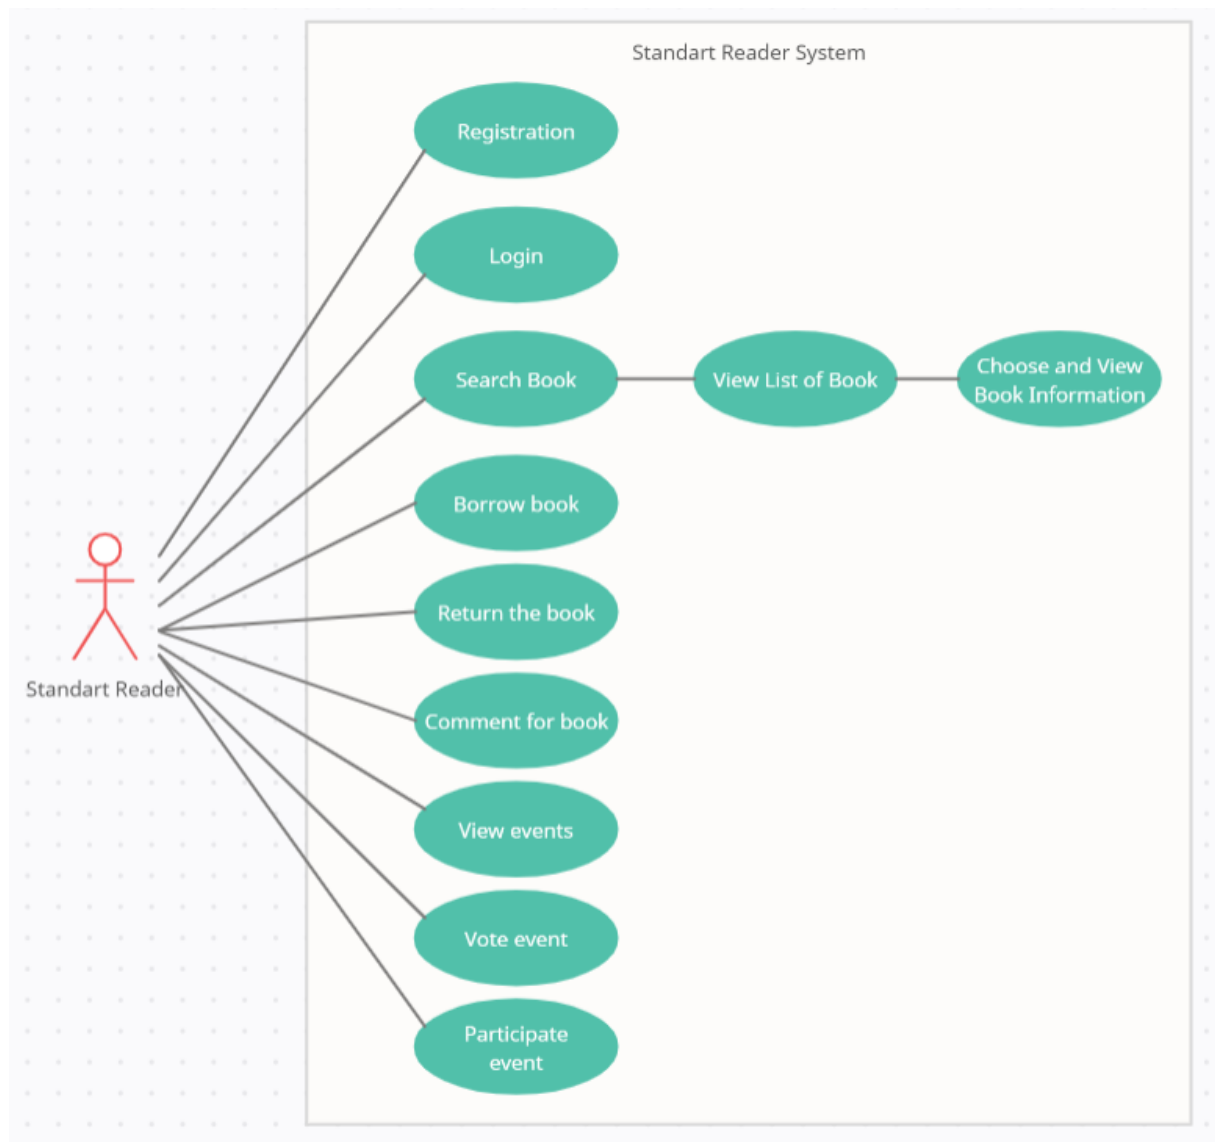 Standart Reader System
Registration
Login
Search Book
View List of Book
Choose and View
Book Information
Borrow book
Return the book
Standart Reader
Comment for book
View events
Vote event
Participate
event